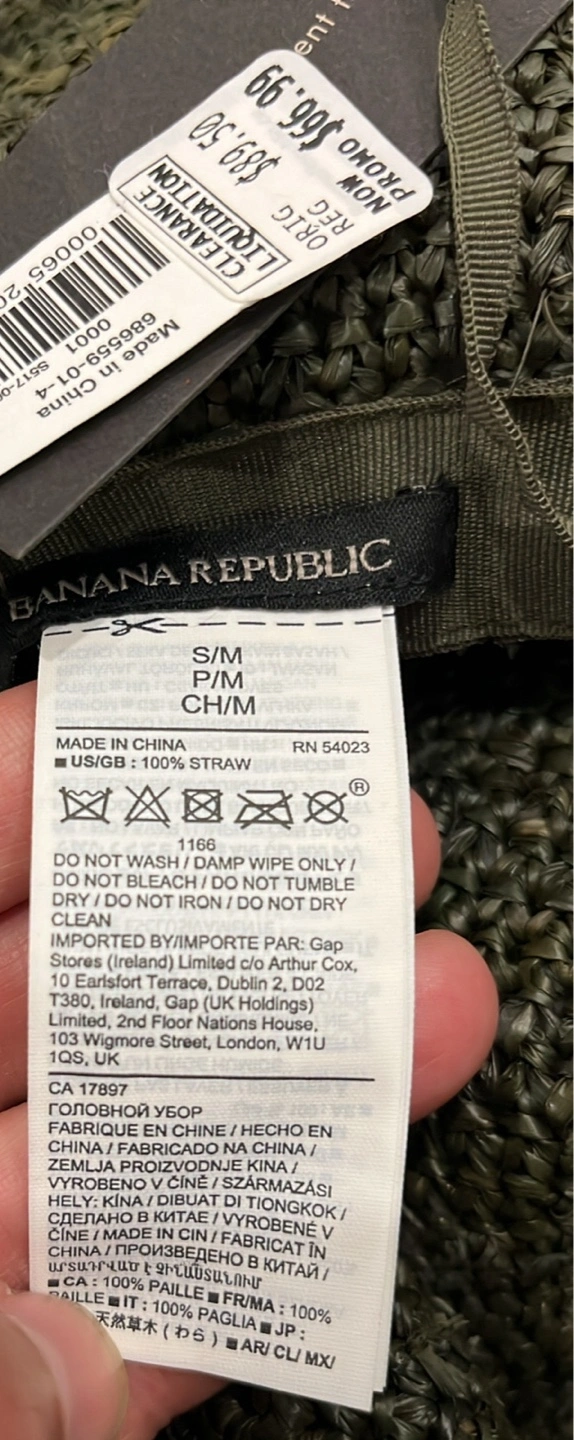 ent
NOW
PROMO $66.99
ORIG
REG $89.50
CLEARANCE
LIQUIDATION
00065
Made in China
686559-01-4
0001
BANANA REPUBLIC
S/M
P/M
CH/M
MADE IN CHINA RN 54023
■ US/GB : 100% STRAW
®
1166
DO NOT WASH / DAMP WIPE ONLY /
DO NOT BLEACH / DO NOT TUMBLE
DRY / DO NOT IRON / DO NOT DRY
CLEAN
IMPORTED BY/IMPORTE PAR: Gap
Stores (Ireland) Limited c/o Arthur Cox,
10 Earlsfort Terrace, Dublin 2, D02
T380, Ireland, Gap (UK Holdings)
Limited, 2nd Floor Nations House,
103 Wigmore Street, London, W1U
1QS, UK
CA 17897
ГОЛОВНОЙ УБОР
FABRIQUE EN CHINE / HECHO EN
CHINA / FABRICADO NA CHINA /
ZEMLJA PROIZVODNJE KINA /
VYROBENO V ČÍNĚ / SZÁRMAZÁSI
HELY: KÍNA / DIBUAT DI TIONGKOK /
СДЕЛАНО В КИТАЕ / VYROBENÉ V
ČÍNE / MADE IN CIN / FABRICAT ÎN
CHINA / ПРОИЗВЕДЕНО В КИТАЙ /
ԱՐՏԱԴՐՎԱԾ Է ՉԻՆԱՍՏԱՆՈՒՄ
■ CA : 100% PAILLE ■ FR/MA : 100%
PAILLE ■ IT : 100% PAGLIA ■ JP :
天然草木 ( わら ) ■ AR/ CL/ MX/